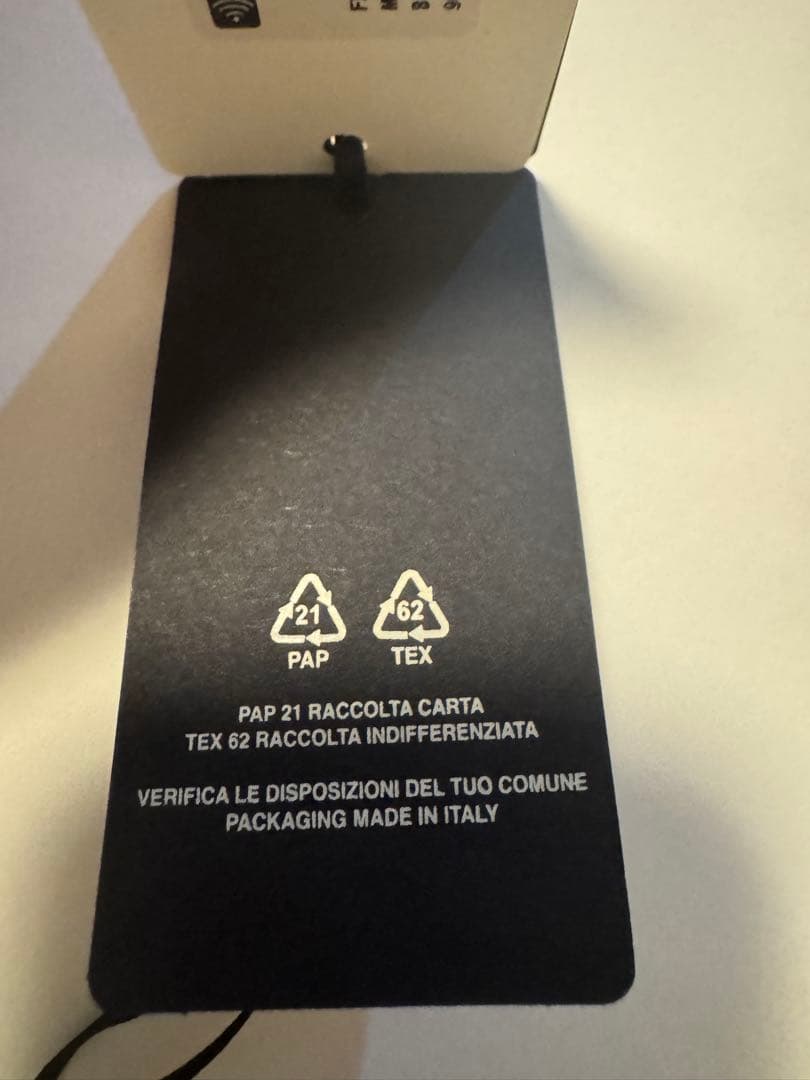 21
PAP
62
TEX
PAP 21 RACCOLTA CARTA
TEX 62 RACCOLTA INDIFFERENZIATA
VERIFICA LE DISPOSIZIONI DEL TUO COMUNE
PACKAGING MADE IN ITALY